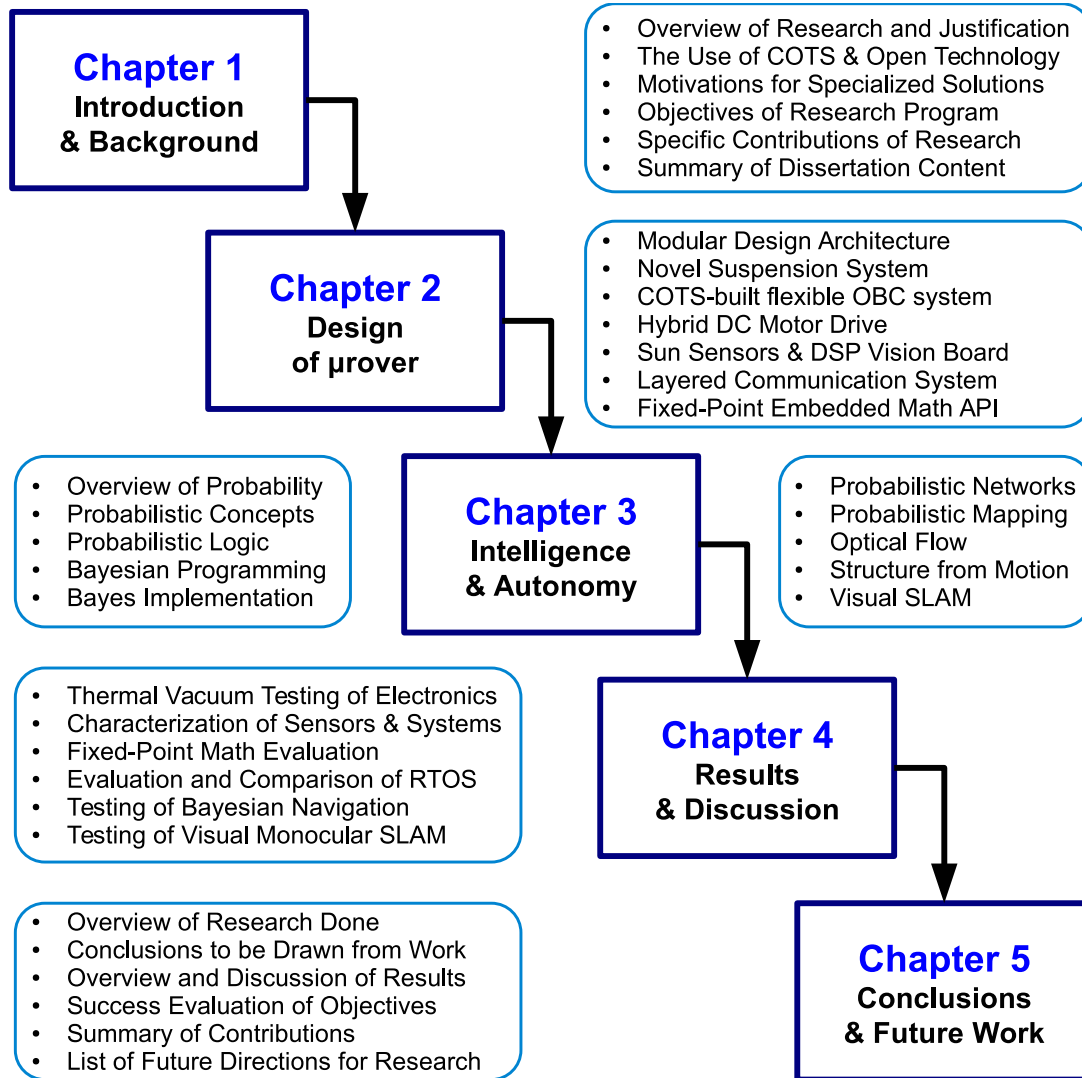 Chapter 1
Introduction
& Background
• Overview of Research and Justification
• The Use of COTS & Open Technology
• Motivations for Specialized Solutions
• Objectives of Research Program
• Specific Contributions of Research
• Summary of Dissertation Content
Chapter 2
Design
of μrover
• Modular Design Architecture
• Novel Suspension System
• COTS-built flexible OBC system
• Hybrid DC Motor Drive
• Sun Sensors & DSP Vision Board
• Layered Communication System
• Fixed-Point Embedded Math API
• Overview of Probability
• Probabilistic Concepts
• Probabilistic Logic
• Bayesian Programming
• Bayes Implementation
Chapter 3
Intelligence
& Autonomy
• Probabilistic Networks
• Probabilistic Mapping
• Optical Flow
• Structure from Motion
• Visual SLAM
• Thermal Vacuum Testing of Electronics
• Characterization of Sensors & Systems
• Fixed-Point Math Evaluation
• Evaluation and Comparison of RTOS
• Testing of Bayesian Navigation
• Testing of Visual Monocular SLAM
Chapter 4
Results
& Discussion
• Overview of Research Done
• Conclusions to be Drawn from Work
• Overview and Discussion of Results
• Success Evaluation of Objectives
• Summary of Contributions
• List of Future Directions for Research
Chapter 5
Conclusions
& Future Work